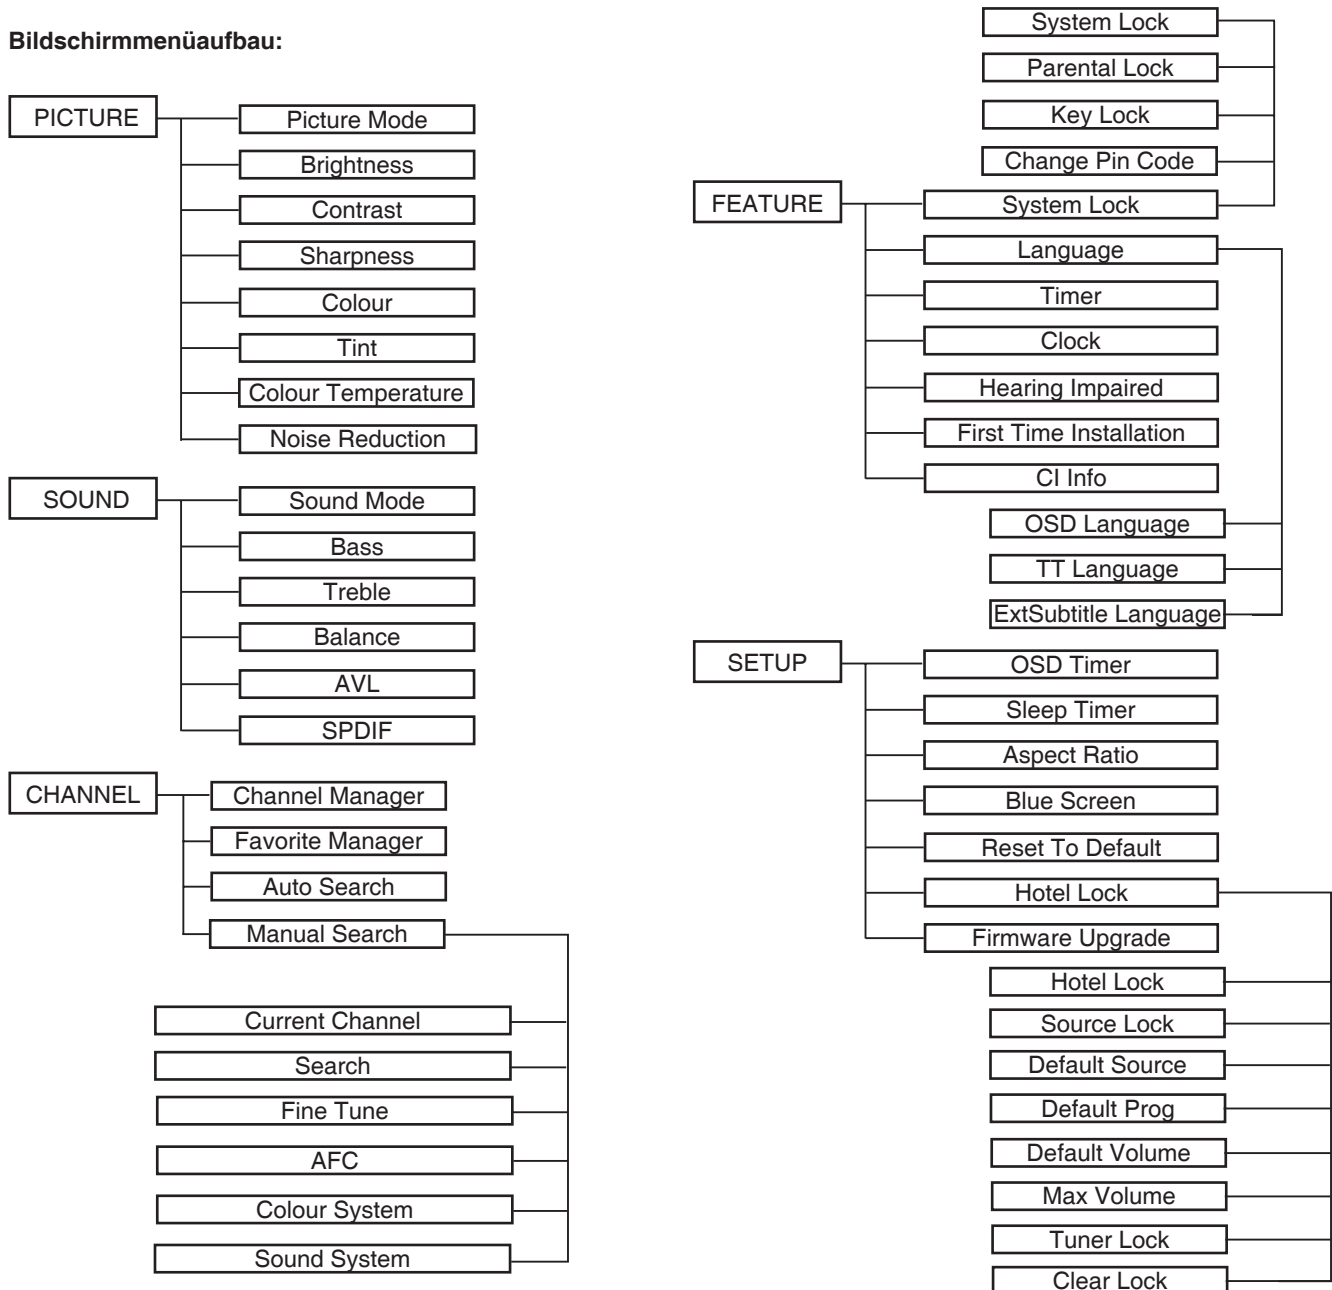 Bildschirmmenüaufbau:
PICTURE
Picture Mode
Brightness
Contrast
Sharpness
Colour
Tint
Colour Temperature
Noise Reduction
SOUND
Sound Mode
Bass
Treble
Balance
AVL
SPDIF
CHANNEL
Channel Manager
Favorite Manager
Auto Search
Manual Search
Current Channel
Search
Fine Tune
AFC
Colour System
Sound System
System Lock
Parental Lock
Key Lock
Change Pin Code
FEATURE
System Lock
Language
Timer
Clock
Hearing Impaired
First Time Installation
CI Info
OSD Language
TT Language
ExtSubtitle Language
SETUP
OSD Timer
Sleep Timer
Aspect Ratio
Blue Screen
Reset To Default
Hotel Lock
Firmware Upgrade
Hotel Lock
Source Lock
Default Source
Default Prog
Default Volume
Max Volume
Tuner Lock
Clear Lock